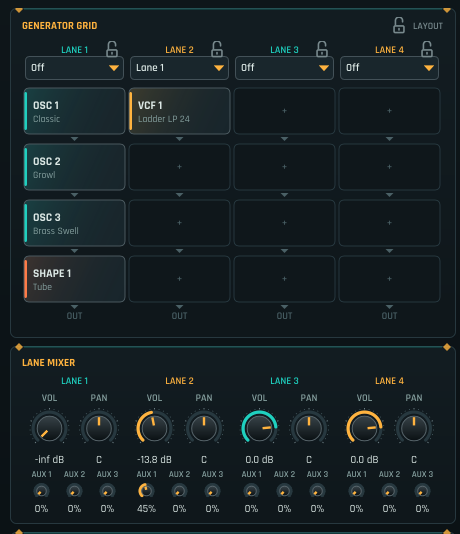 GENERATOR GRID LAYOUT
LANE 1 LANE 2 LANE 3 LANE 4
Off Lane 1 Off Off
OSC 1 VCF 1
Classic Ladder LP 24 + +
OSC 2
Growl + + +
OSC 3
Brass Swell + + +
SHAPE 1
Tube + + +
OUT OUT OUT OUT
LANE MIXER
LANE 1 LANE 2 LANE 3 LANE 4
VOL PAN VOL PAN VOL PAN VOL PAN
-inf dB C -13.8 dB C 0.0 dB C 0.0 dB C
AUX 1 AUX 2 AUX 3 AUX 1 AUX 2 AUX 3 AUX 1 AUX 2 AUX 3 AUX 1 AUX 2 AUX 3
0% 0% 0% 45% 0% 0% 0% 0% 0% 0% 0% 0%